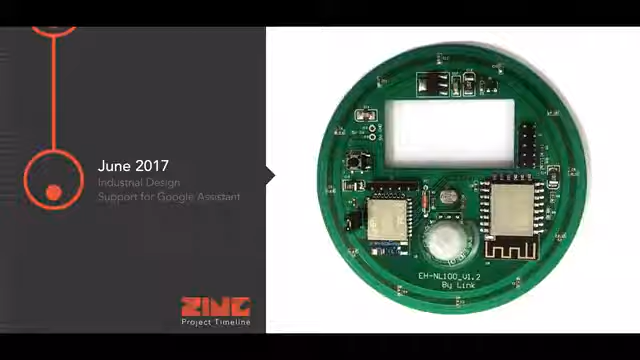 June 2017
Industrial Design
Support for Google Assistant
ZING
Project Timeline
EH-NL100_V1.2
By Link